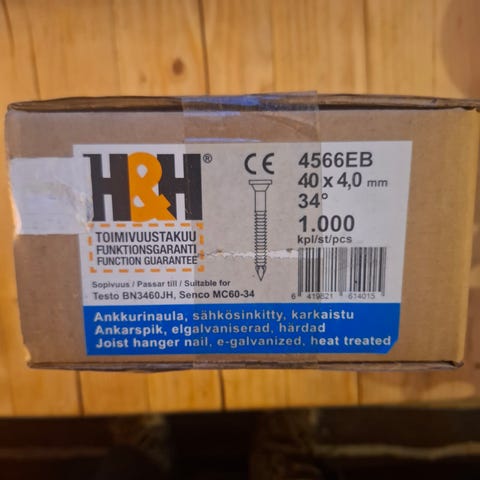 H&H®
TOIMIVUUSTAKUU
FUNKTIONSGARANTI
FUNCTION GUARANTEE
CE
4566EB
40 x 4,0 mm
34°
1.000
kpl/st/pcs
Sopivuus / Passar till / Suitable for
Testo BN3460JH, Senco MC60-34
6 419821 614015
Ankkurinaula, sähkösinkitty, karkaistu
Ankarspik, elgalvaniserad, härdad
Joist hanger nail, e-galvanized, heat treated